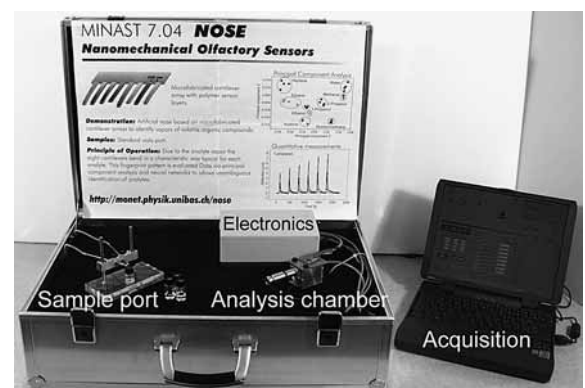 MINAST 7.04 NOSE
Nanomechanical Olfactory Sensors
Microfabricated cantilever
array with polymer sensor
layers
Demonstration: Artificial nose based on microfabricated
cantilever arrays to identify vapors of volatile organic compounds.
Samples: Standard vials port.
Principle of Operation: Due to the analyte vapor the
eight cantilevers bend in a characteristic way typical for each
analyte. This fingerprint pattern is evaluated
component analysis and neural networks to allow unambiguous
identification of analytes.
http://monet.physik.unibas.ch/nose
Principal Component Analysis
Quantitative measurements
Electronics
Sample port
Analysis chamber
Acquisition